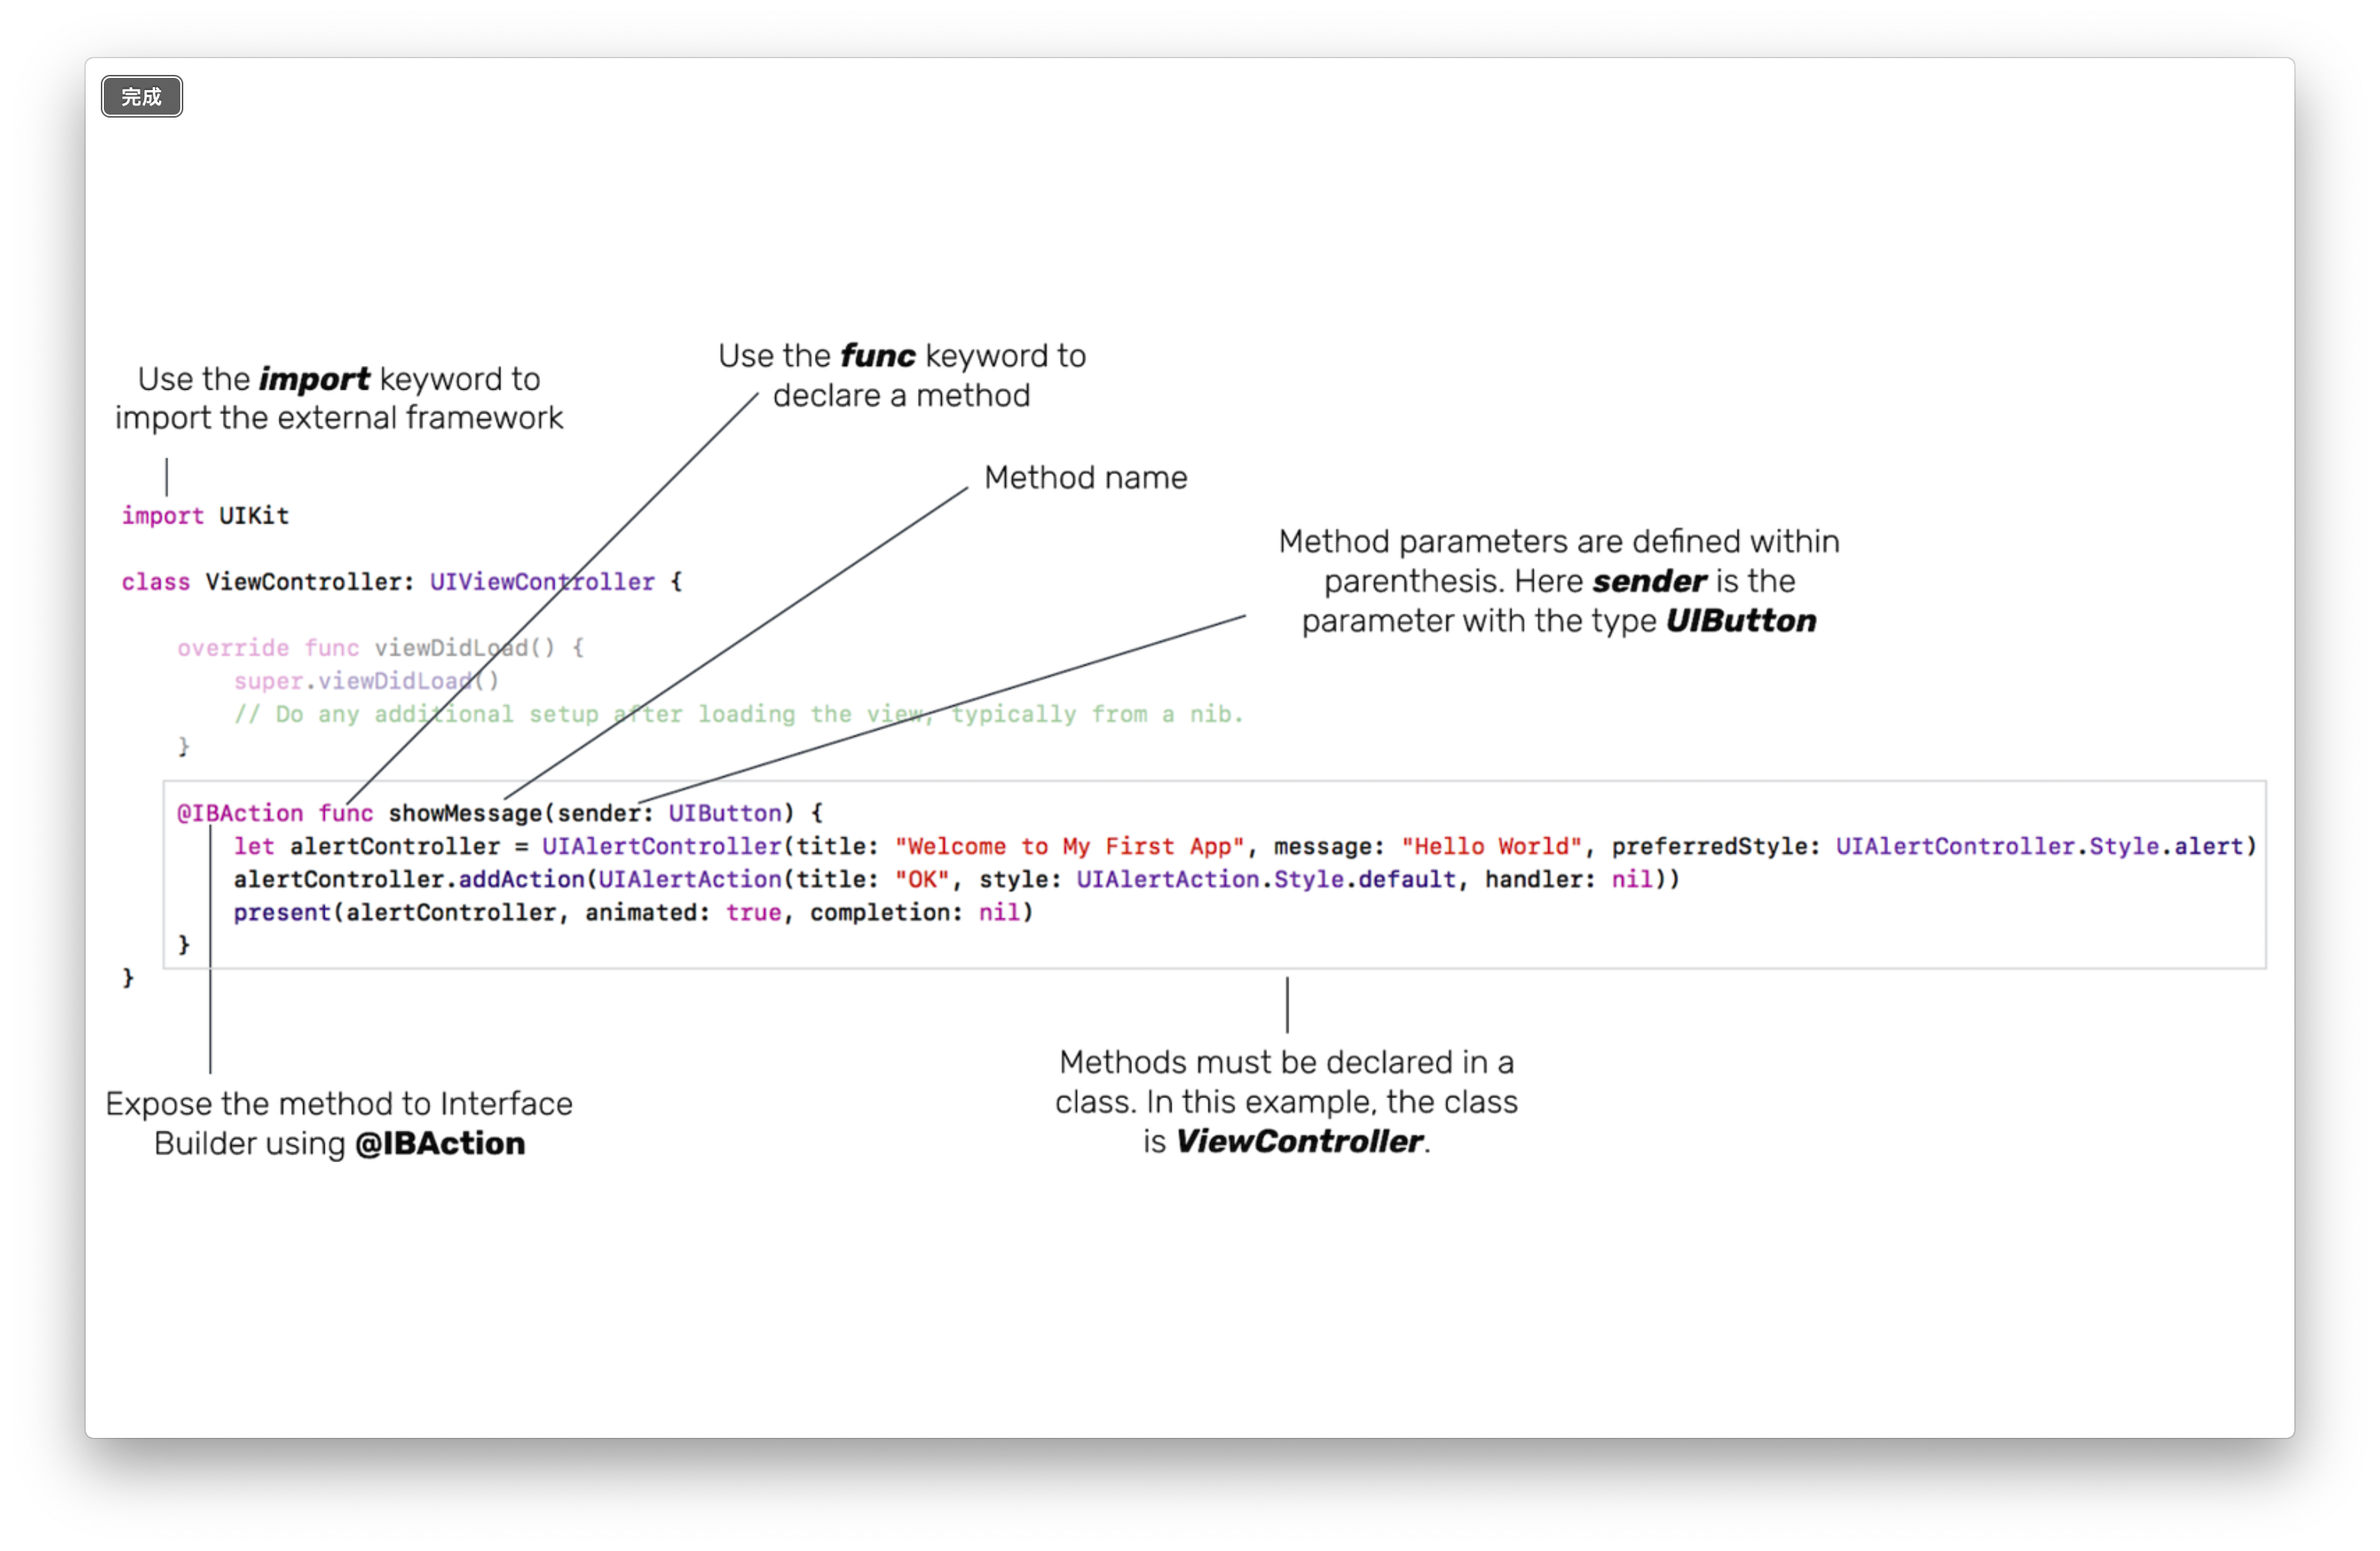 完成
Use the func keyword to
declare a method
Use the import keyword to
import the external framework
Method name
Method parameters are defined within
parenthesis. Here sender is the
parameter with the type UIButton
import UIKit
class ViewController: UIViewController {
override func viewDidLoad() {
super.viewDidLoad()
// Do any additional setup after loading the view, typically from a nib.
}
@IBAction func showMessage(sender: UIButton) {
let alertController = UIAlertController(title: "Welcome to My First App", message: "Hello World", preferredStyle: UIAlertController.Style.alert)
alertController.addAction(UIAlertAction(title: "OK", style: UIAlertAction.Style.default, handler: nil))
present(alertController, animated: true, completion: nil)
}
}
Expose the method to Interface
Builder using @IBAction
Methods must be declared in a
class. In this example, the class
is ViewController.